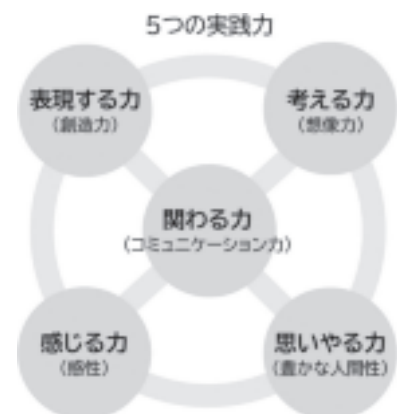 5つの実践力
表現する力
(創造力)
考える力
(想像力)
関わる力
(コミュニケーション力)
感じる力
(感性)
思いやる力
(豊かな人間性)